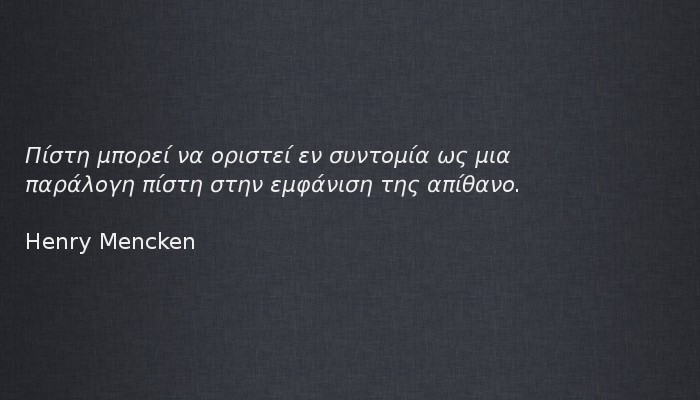 Πίστη μπορεί να οριστεί εν συντομία ως μια
παράλογη πίστη στην εμφάνιση της απίθανο.
Henry Mencken